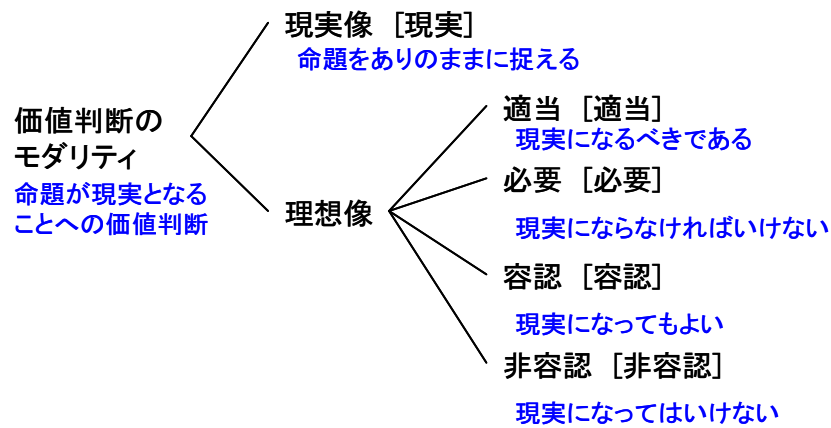 価値判断の
モダリティ
命題が現実となる
ことへの価値判断
現実像 [現実]
命題をありのままに捉える
理想像
適当 [適当]
現実になるべきである
必要 [必要]
現実にならなければいけない
容認 [容認]
現実になってもよい
非容認 [非容認]
現実になってはいけない